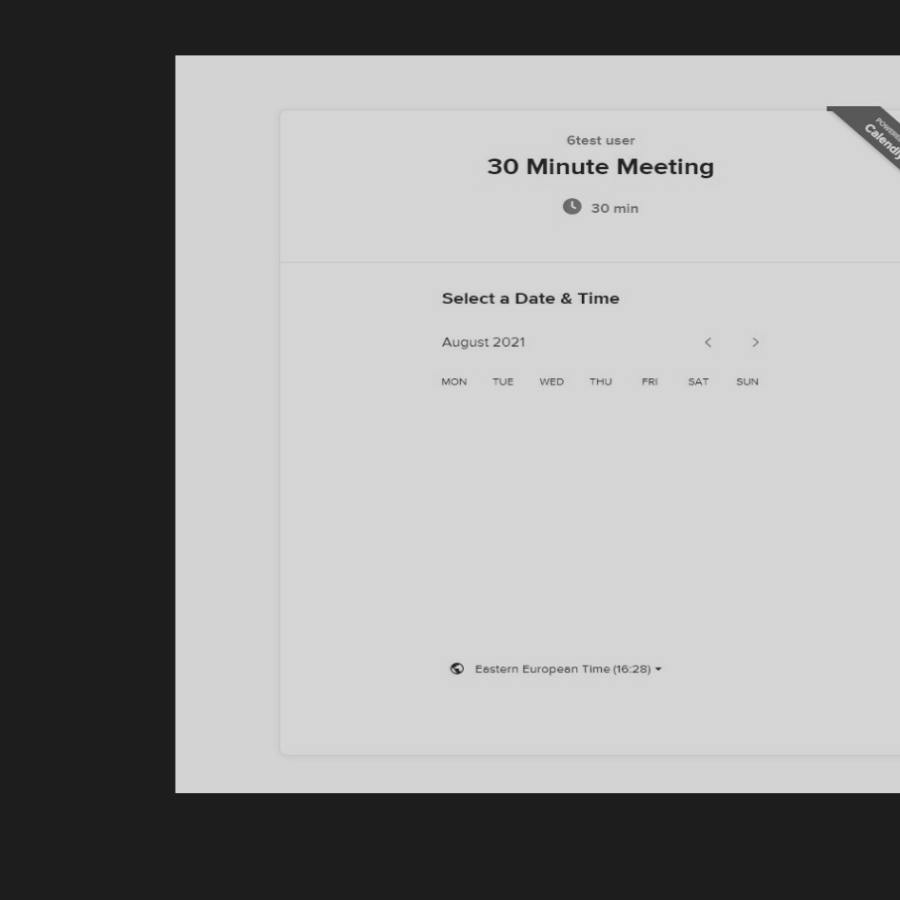 POWERED
Calendly
6test user
30 Minute Meeting
30 min
Select a Date & Time
August 2021
MON TUE WED THU FRI SAT SUN
Eastern European Time (16:28)